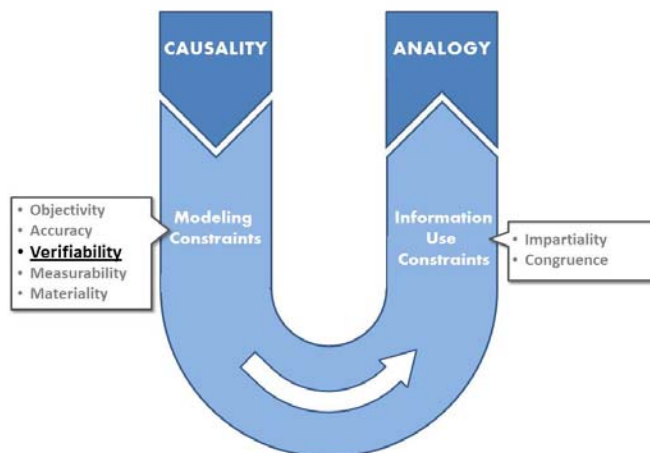 CAUSALITY
ANALOGY
• Objectivity
• Accuracy
• Verifiability
• Measurability
• Materiality
Modeling
Constraints
Information
Use
Constraints
• Impartiality
• Congruence